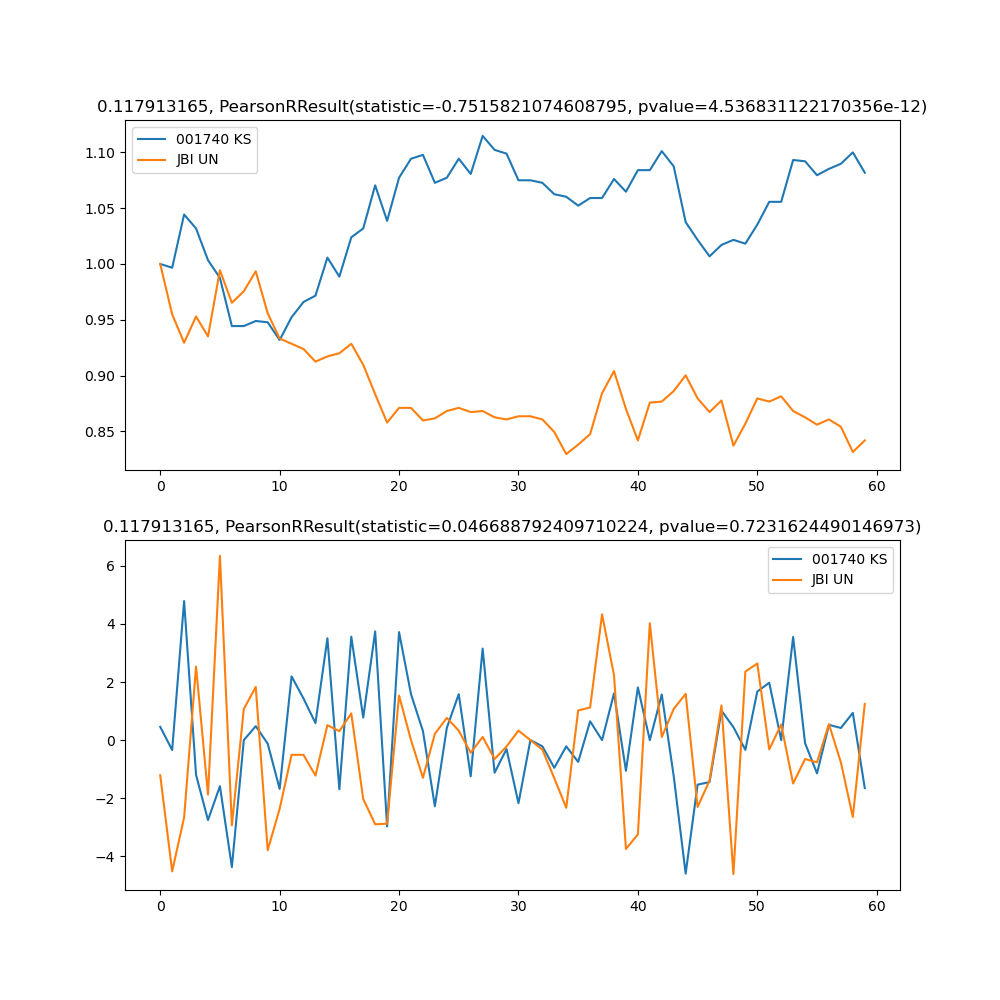 0.117913165, PearsonRResult(statistic=-0.7515821074608795, pvalue=4.536831122170356e-12)
001740 KS
JBI UN
1.10
1.05
1.00
0.95
0.90
0.85
0 10 20 30 40 50 60
0.117913165, PearsonRResult(statistic=0.046688792409710224, pvalue=0.7231624490146973)
001740 KS
JBI UN
6
4
2
0
−2
−4
0 10 20 30 40 50 60